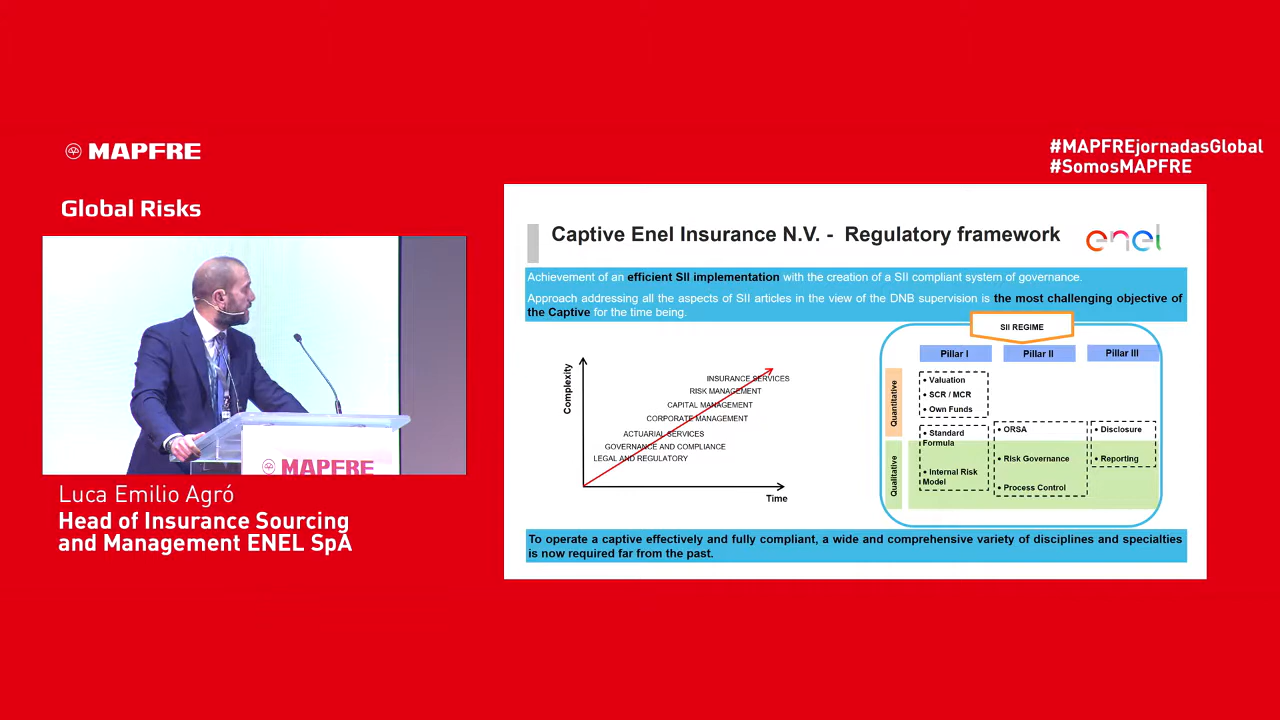 MAPFRE
#MAPFREjornadasGlobal
#SomosMAPFRE
Global Risks
MAPFRE
Luca Emilio Agró
Head of Insurance Sourcing
and Management ENEL SpA
Captive Enel Insurance N.V. - Regulatory framework
enel
Achievement of an efficient SII implementation with the creation of a SII compliant system of governance.
Approach addressing all the aspects of SII articles in the view of the DNB supervision is the most challenging objective of
the Captive for the time being.
Complexity
INSURANCE SERVICES
RISK MANAGEMENT
CAPITAL MANAGEMENT
CORPORATE MANAGEMENT
ACTUARIAL SERVICES
GOVERNANCE AND COMPLIANCE
LEGAL AND REGULATORY
Time
SII REGIME
Pillar I
Pillar II
Pillar III
Quantitative
Qualitative
• Valuation
• SCR / MCR
• Own Funds
• Standard
Formula
• Internal Risk
Model
• ORSA
• Risk Governance
• Process Control
• Disclosure
• Reporting
To operate a captive effectively and fully compliant, a wide and comprehensive variety of disciplines and specialties
is now required far from the past.